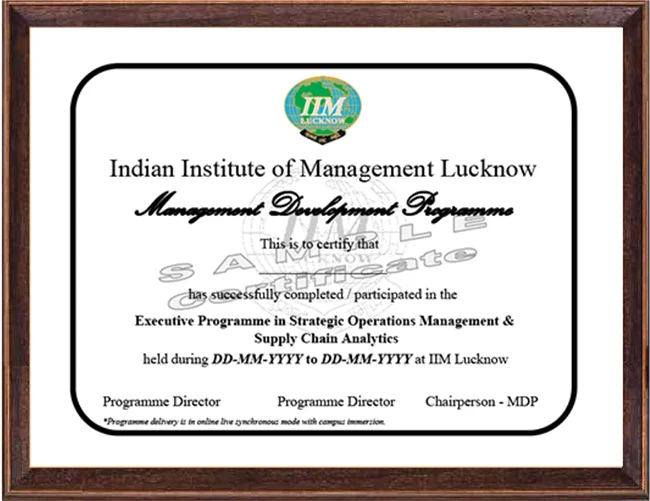 IIM
LUCKNOW
Indian Institute of Management Lucknow
Management Development Programme
This is to certify that
SAMPLE
Certificate
has successfully completed / participated in the
Executive Programme in Strategic Operations Management &
Supply Chain Analytics
held during DD-MM-YYYY to DD-MM-YYYY at IIM Lucknow
Programme Director Programme Director Chairperson - MDP
*Programme delivery is in online live synchronous mode with campus immersion.